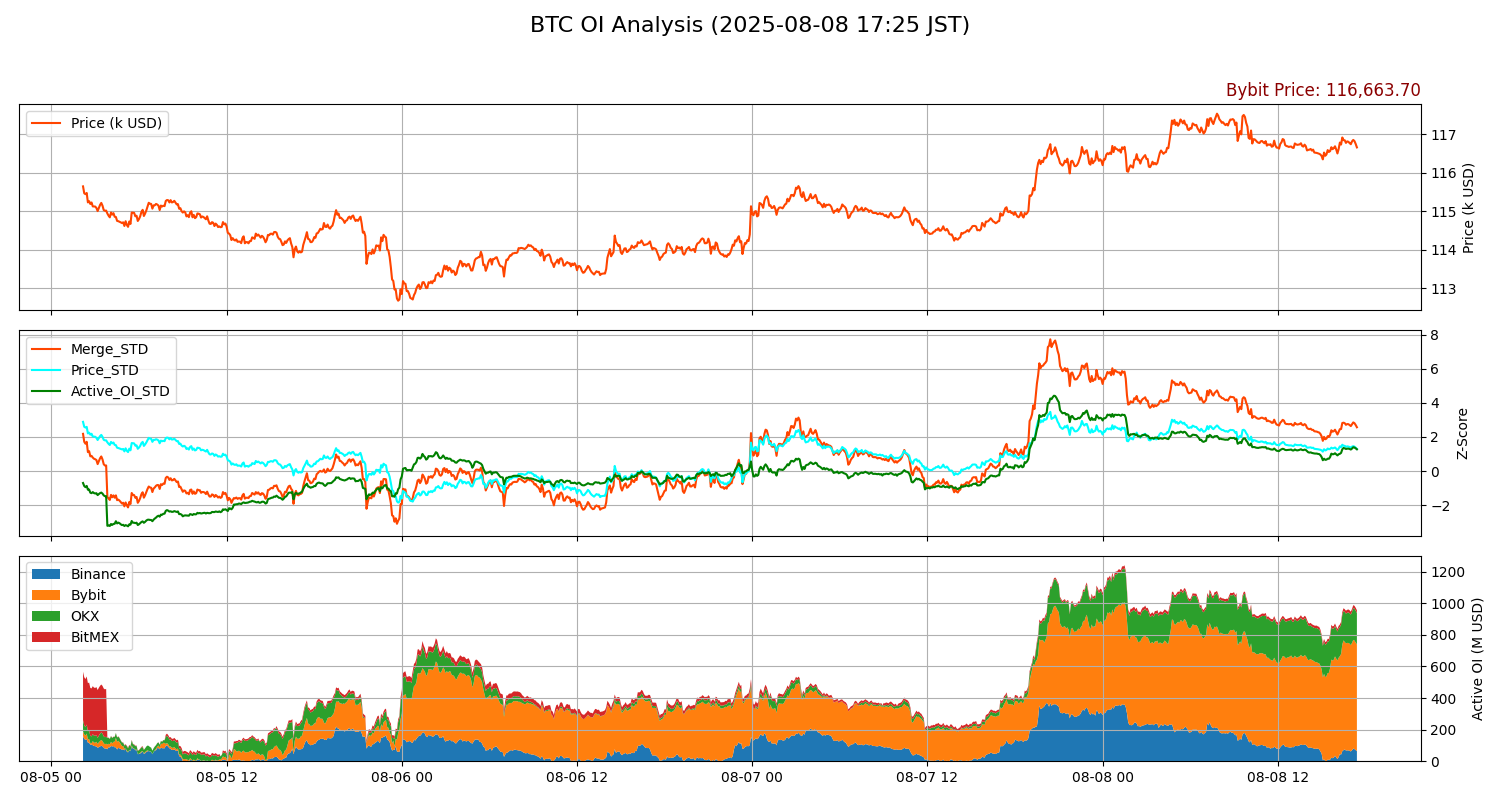 BTC OI Analysis (2025-08-08 17:25 JST)
Bybit Price: 116,663.70
Price (k USD)
117
116
115
114
113
Price (k USD)
Merge_STD
Price_STD
Active_OI_STD
8
6
4
2
0
−2
Z-Score
Binance
Bybit
OKX
BitMEX
1200
1000
800
600
400
200
0
Active OI (M USD)
08-05 00
08-05 12
08-06 00
08-06 12
08-07 00
08-07 12
08-08 00
08-08 12